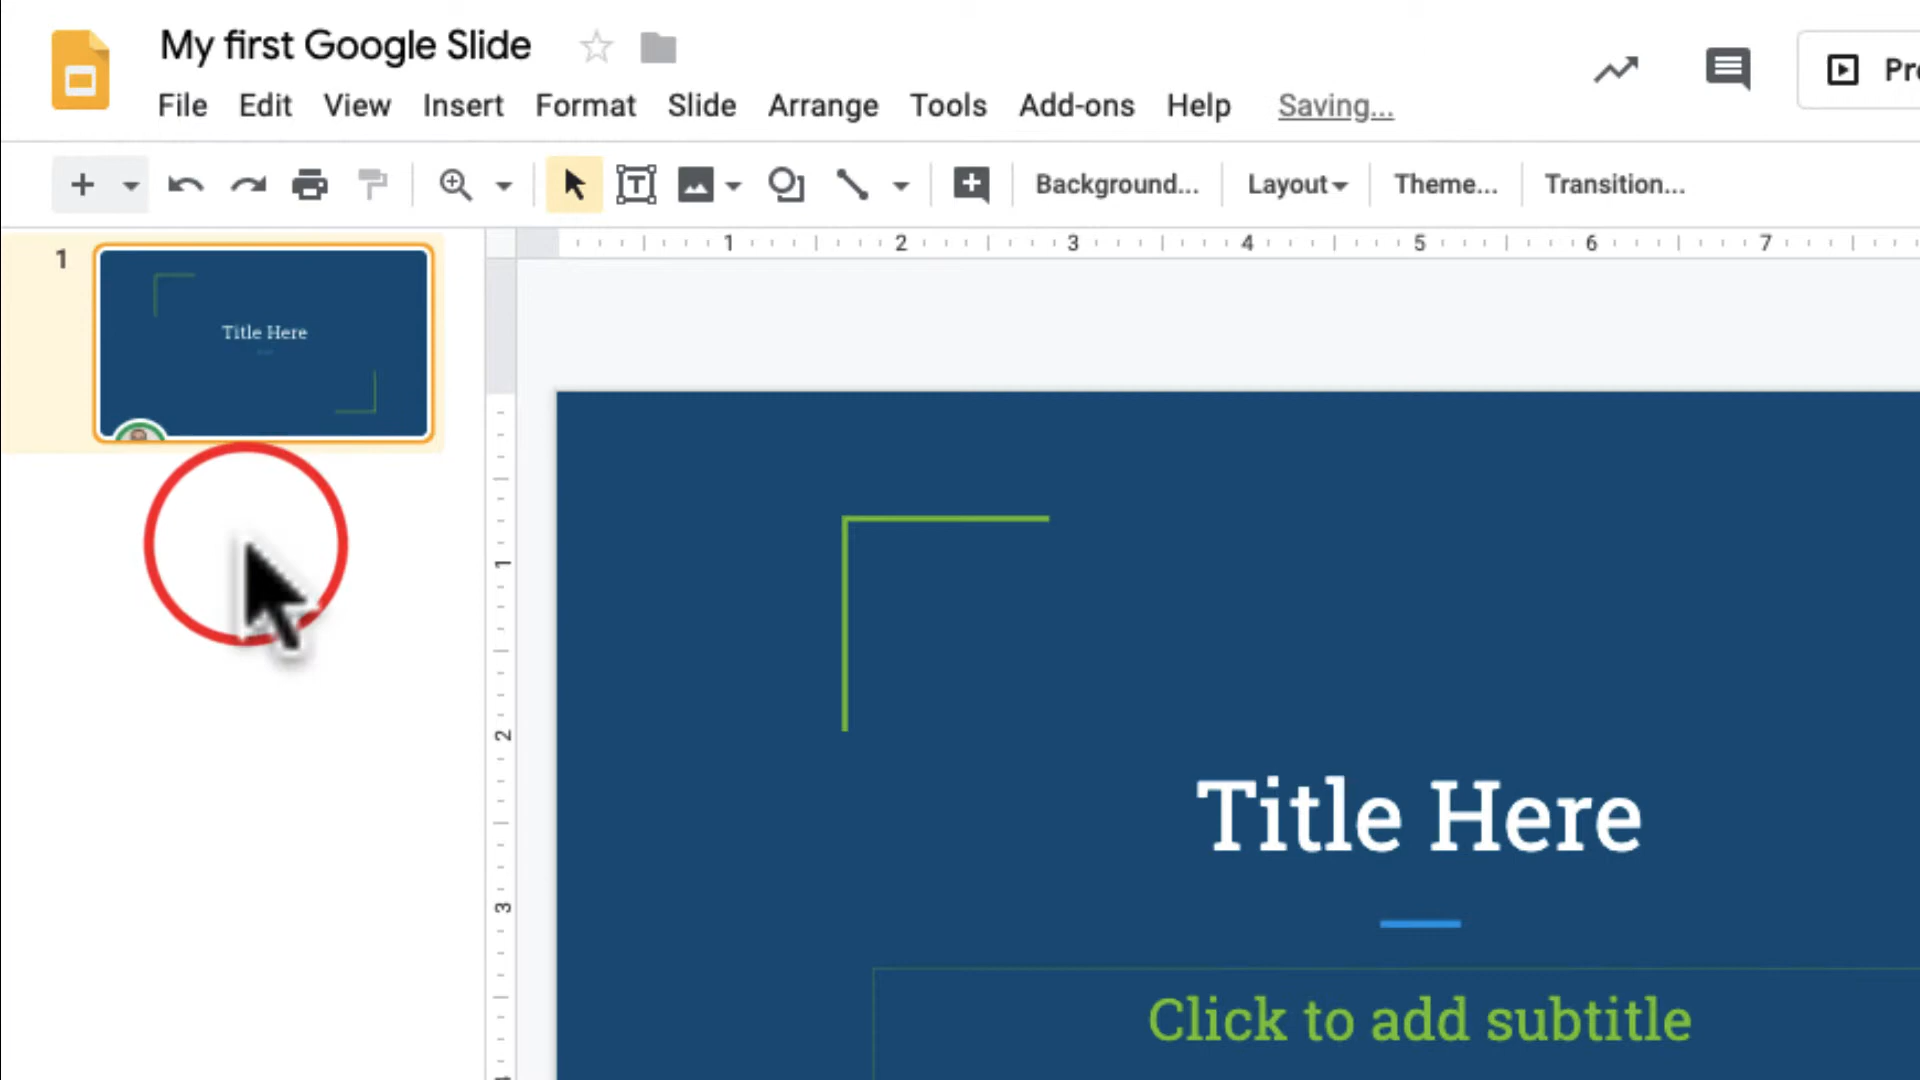 My first Google Slide
File Edit View Insert Format Slide Arrange Tools Add-ons Help Saving...
Background... Layout Theme... Transition...
1 2 3 4 5 6 7
1
Title Here
1
2
3
Title Here
Click to add subtitle